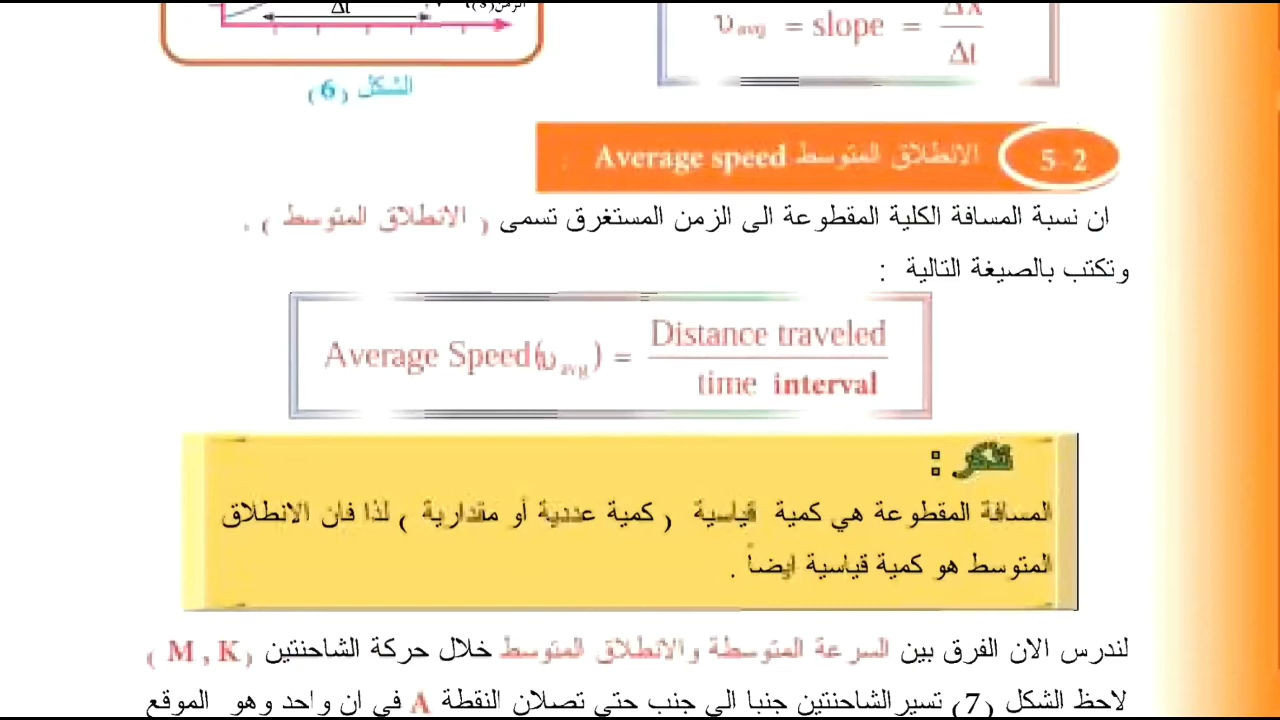 Δt
الزمن(s)
υavg = slope = Δx / Δt
الشكل (6)
5-2 الانطلاق المتوسط Average speed :
ان نسبة المسافة الكلية المقطوعة الى الزمن المستغرق تسمى ( الانطلاق المتوسط ) .
وتكتب بالصيغة التالية :
Average Speed(υavg) = Distance traveled / time interval
تذكر :
المسافة المقطوعة هي كمية قياسية ( كمية عددية أو مقدارية ) لذا فان الانطلاق
المتوسط هو كمية قياسية ايضاً .
لندرس الان الفرق بين السرعة المتوسطة والانطلاق المتوسط خلال حركة الشاحنتين (M , K)
لاحظ الشكل (7) تسير الشاحنتين جنبا الى جنب حتى تصلان النقطة A في ان واحد وهو الموقع